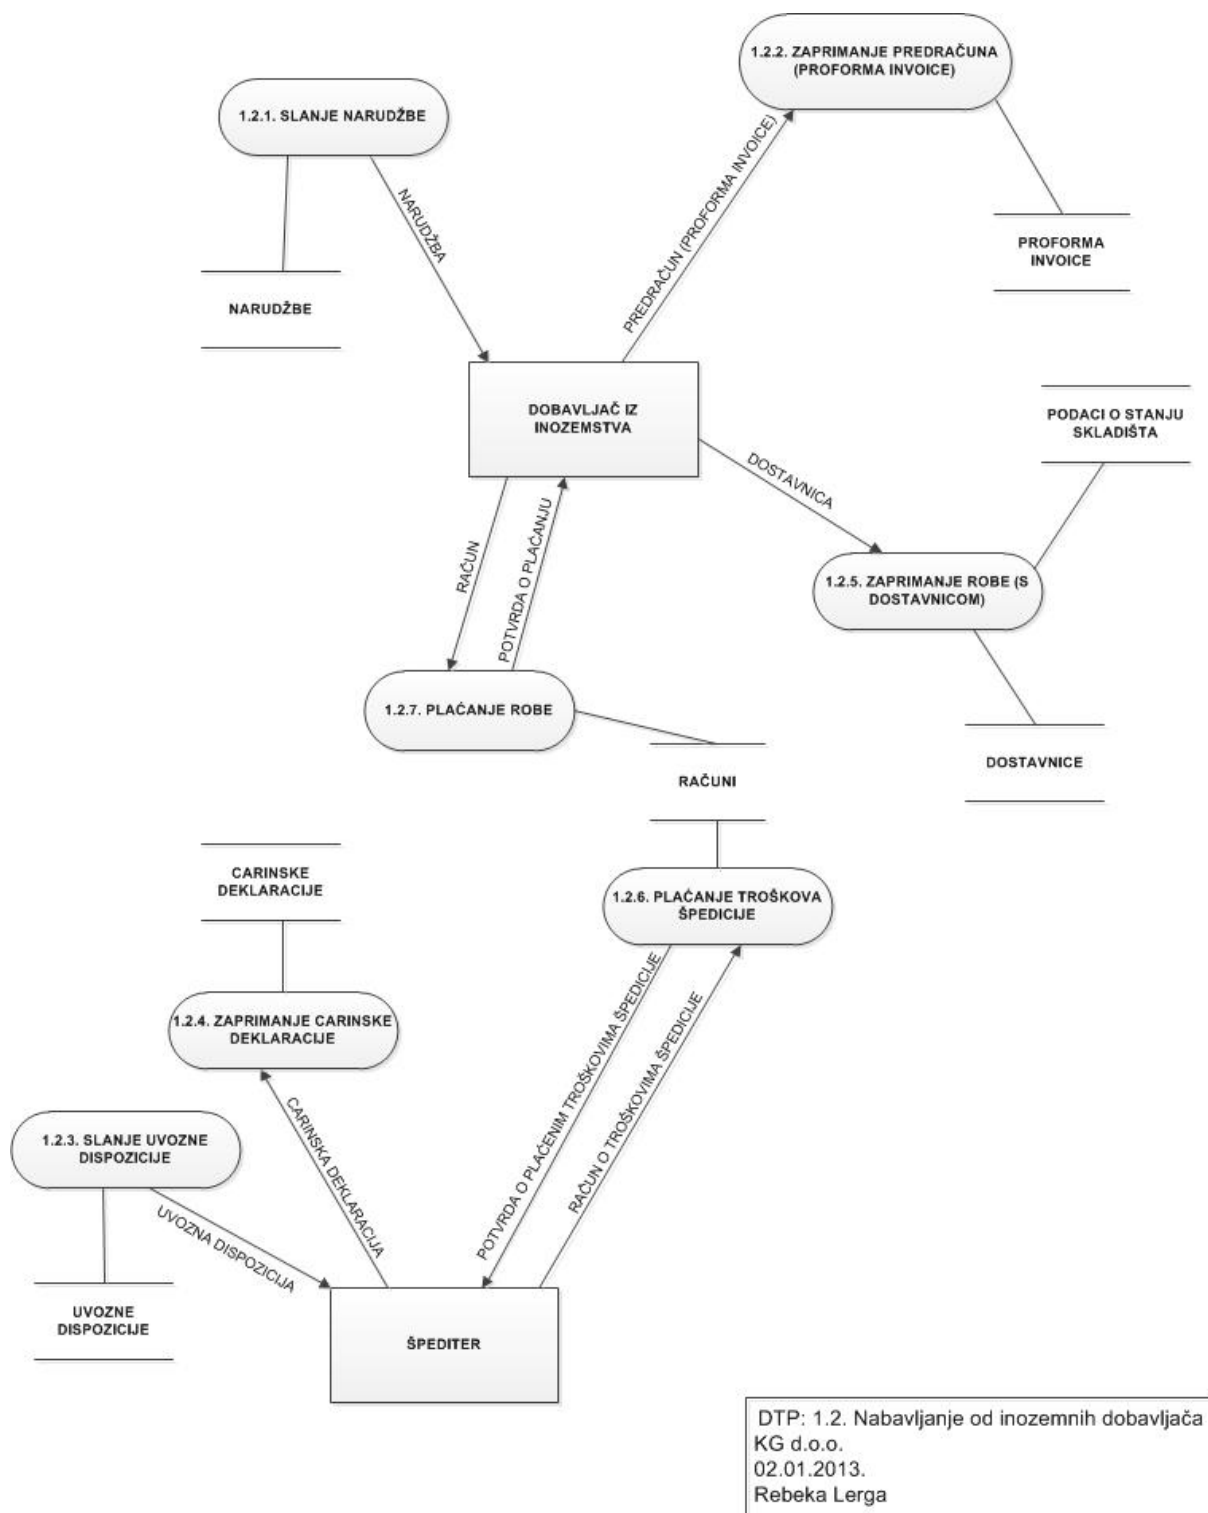 1.2.2. ZAPRIMANJE PREDRAČUNA
(PROFORMA INVOICE)
1.2.1. SLANJE NARUDŽBE
NARUDŽBA
PREDRAČUN (PROFORMA INVOICE)
PROFORMA
INVOICE
NARUDŽBE
DOBAVLJAČ IZ
INOZEMSTVA
PODACI O STANJU
SKLADIŠTA
DOSTAVNICA
RAČUN
POTVRDA O PLAĆANJU
1.2.5. ZAPRIMANJE ROBE (S
DOSTAVNICOM)
1.2.7. PLAĆANJE ROBE
DOSTAVNICE
RAČUNI
CARINSKE
DEKLARACIJE
1.2.6. PLAĆANJE TROŠKOVA
ŠPEDICIJE
1.2.4. ZAPRIMANJE CARINSKE
DEKLARACIJE
POTVRDA O PLAĆENIM TROŠKOVIMA ŠPEDICIJE
RAČUN O TROŠKOVIMA ŠPEDICIJE
CARINSKA DEKLARACIJA
1.2.3. SLANJE UVOZNE
DISPOZICIJE
UVOZNA DISPOZICIJA
UVOZNE
DISPOZICIJE
ŠPEDITER
DTP: 1.2. Nabavljanje od inozemnih dobavljača
KG d.o.o.
02.01.2013.
Rebeka Lerga